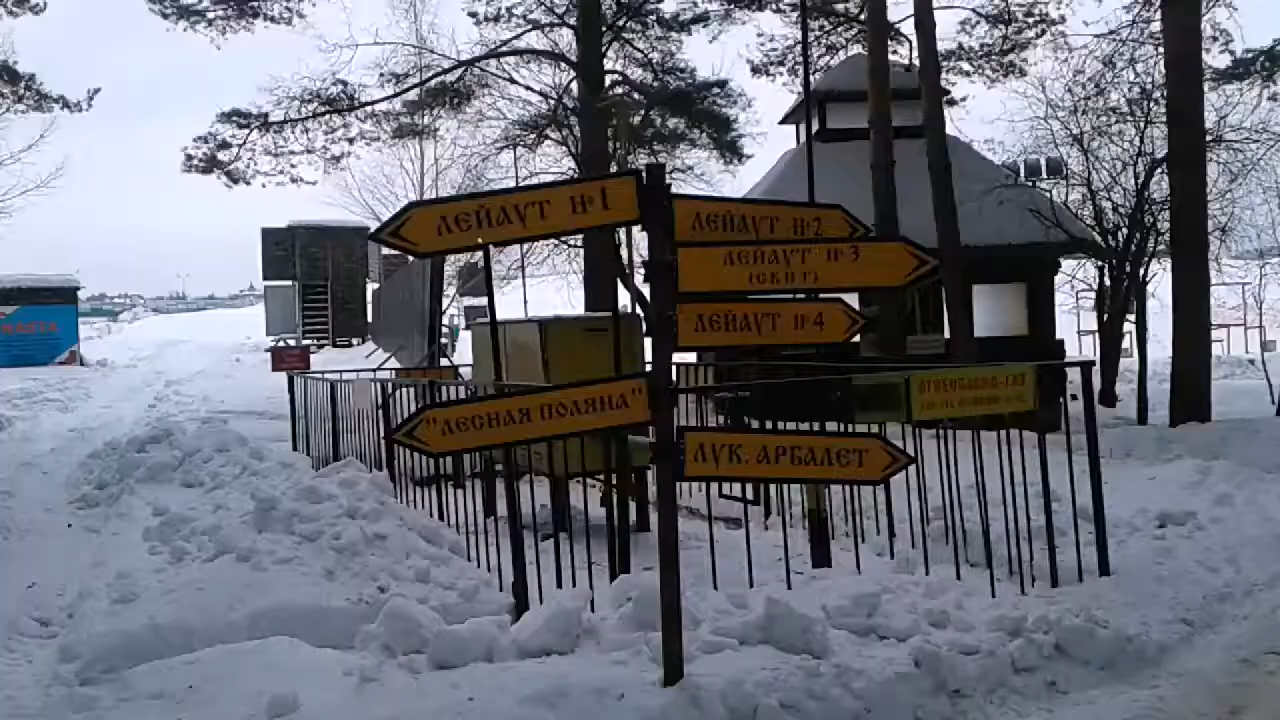 ЛЕЙАУТ №1
ЛЕЙАУТ №2
ЛЕЙАУТ №3
(СКИТ)
ЛЕЙАУТ №4
"ЛЕСНАЯ ПОЛЯНА"
ЛУК. АРБАЛЕТ